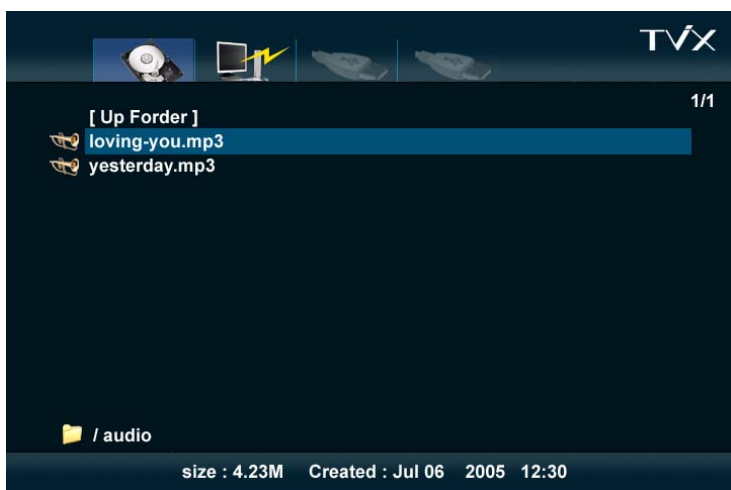 TViX
1/1
[ Up Forder ]
loving-you.mp3
yesterday.mp3
/ audio
size : 4.23M Created : Jul 06 2005 12:30